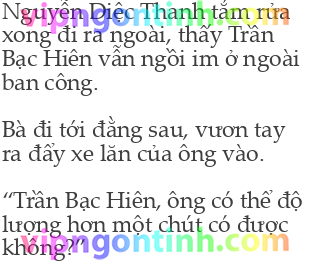 Nguyễn Diệc Thanh tắm rửa
xong đi ra ngoài, thấy Trần
Bạc Hiên vẫn ngồi im ở ngoài
ban công.
Bà đi tới đằng sau, vươn tay
ra đẩy xe lăn của ông vào.
“Trần Bạc Hiên, ông có thể độ
lượng hơn một chút có được
không?”
vipngontinh.com
vipngontinh.com